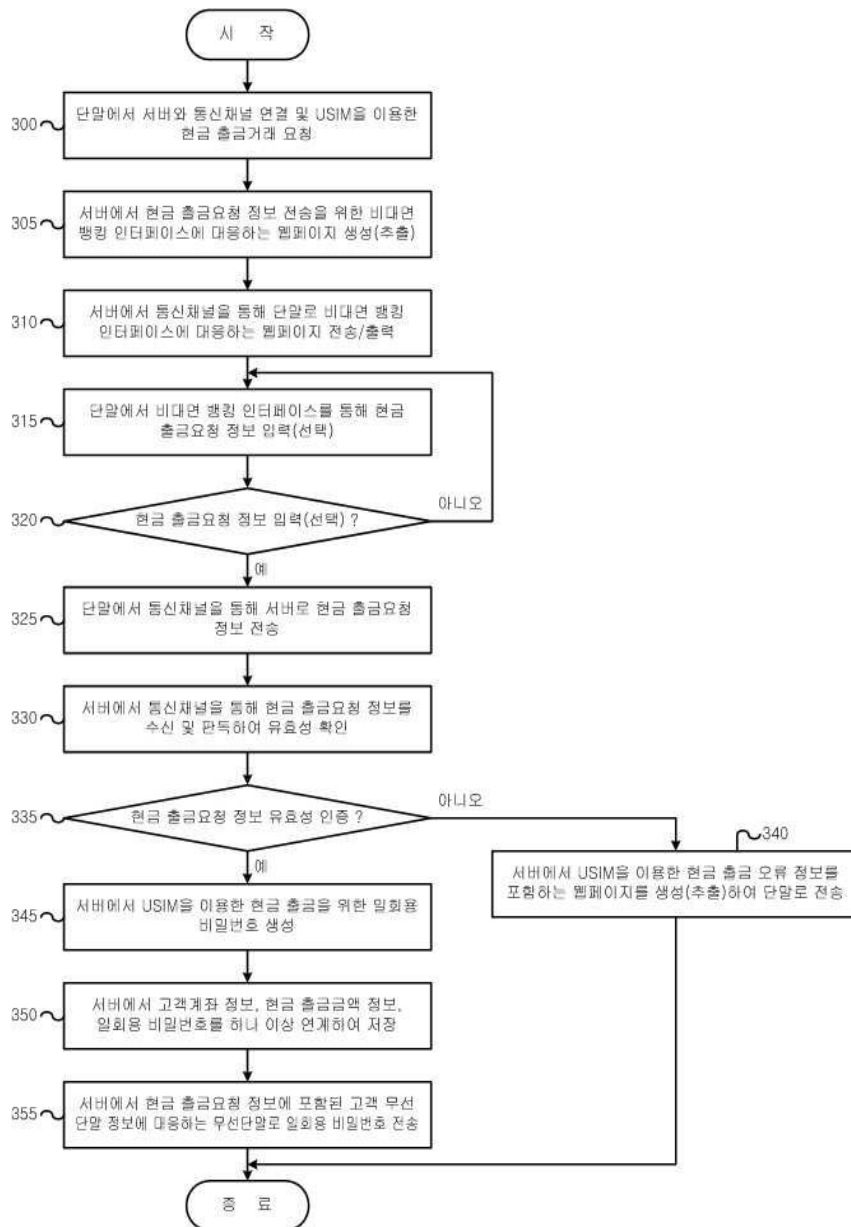 시 작
300
단말에서 서버와 통신채널 연결 및 USIM을 이용한
현금 출금거래 요청
305
서버에서 현금 출금요청 정보 전송을 위한 비대면
뱅킹 인터페이스에 대응하는 웹페이지 생성(추출)
310
서버에서 통신채널을 통해 단말로 비대면 뱅킹
인터페이스에 대응하는 웹페이지 전송/출력
315
단말에서 비대면 뱅킹 인터페이스를 통해 현금
출금요청 정보 입력(선택)
320
현금 출금요청 정보 입력(선택) ?
아니오
예
325
단말에서 통신채널을 통해 서버로 현금 출금요청
정보 전송
330
서버에서 통신채널을 통해 현금 출금요청 정보를
수신 및 판독하여 유효성 확인
335
현금 출금요청 정보 유효성 인증 ?
아니오
예
340
서버에서 USIM을 이용한 현금 출금 오류 정보를
포함하는 웹페이지를 생성(추출)하여 단말로 전송
345
서버에서 USIM을 이용한 현금 출금을 위한 일회용
비밀번호 생성
350
서버에서 고객계좌 정보, 현금 출금금액 정보,
일회용 비밀번호를 하나 이상 연계하여 저장
355
서버에서 현금 출금요청 정보에 포함된 고객 무선
단말 정보에 대응하는 무선단말로 일회용 비밀번호 전송
종 료